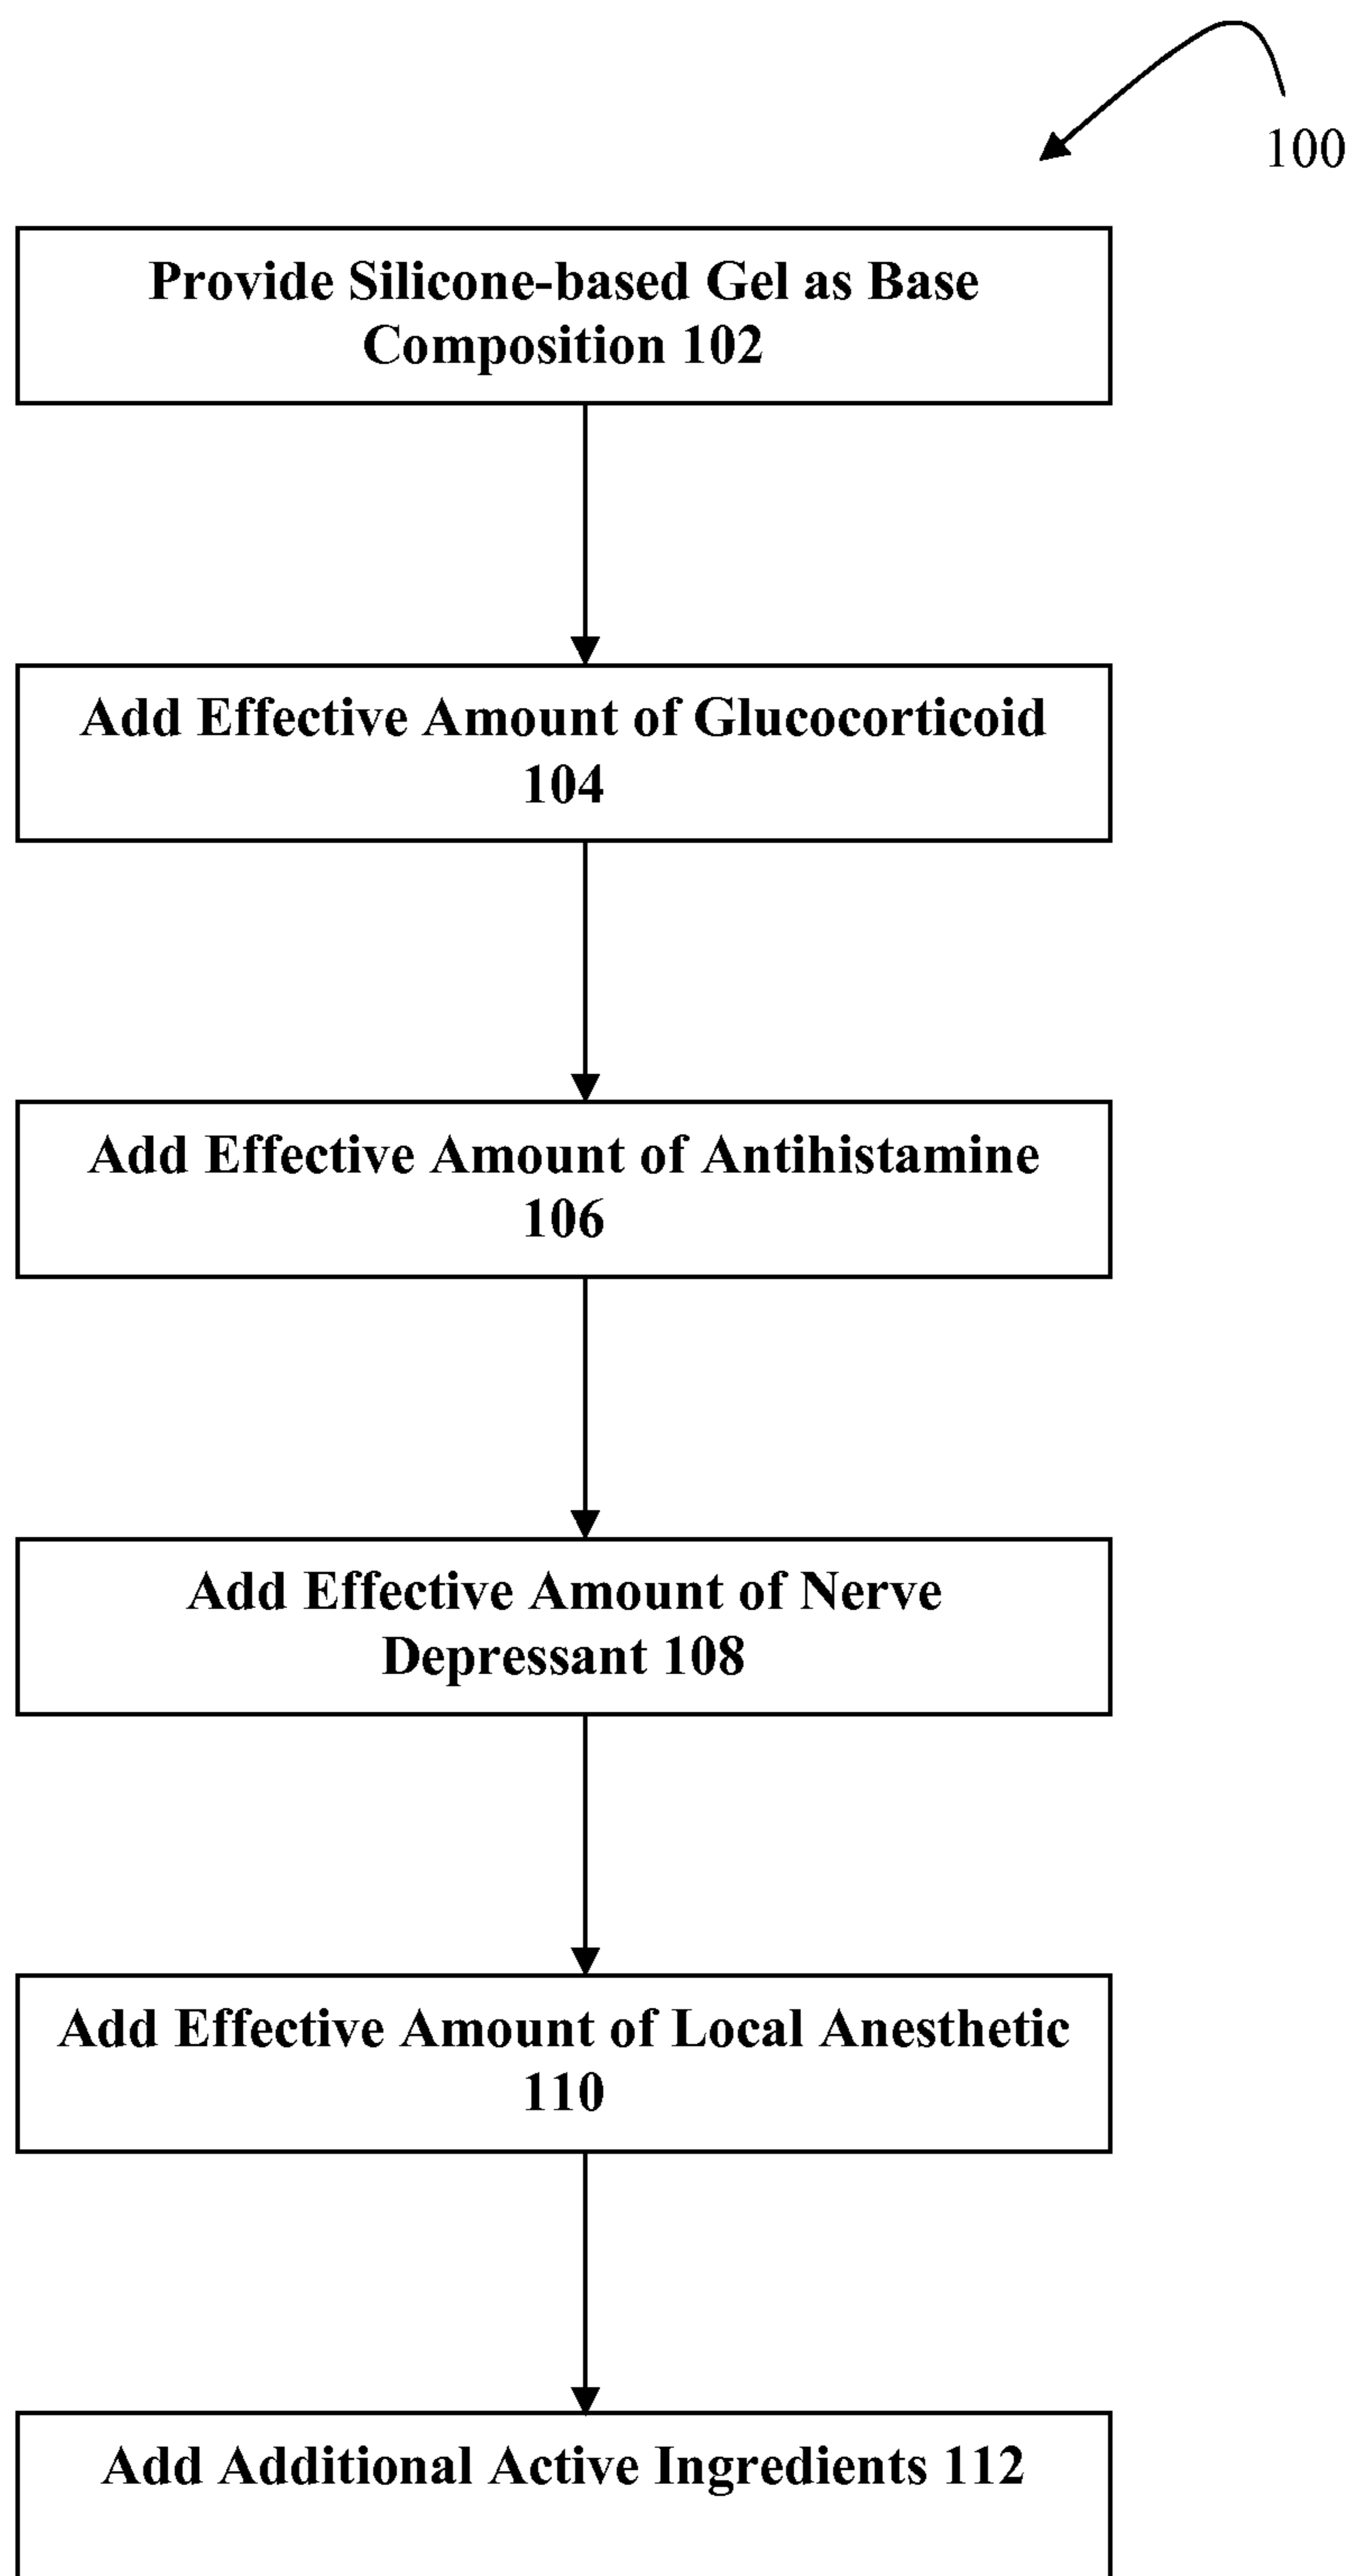 100
Provide Silicone-based Gel as Base
Composition 102
Add Effective Amount of Glucocorticoid
104
Add Effective Amount of Antihistamine
106
Add Effective Amount of Nerve
Depressant 108
Add Effective Amount of Local Anesthetic
110
Add Additional Active Ingredients 112